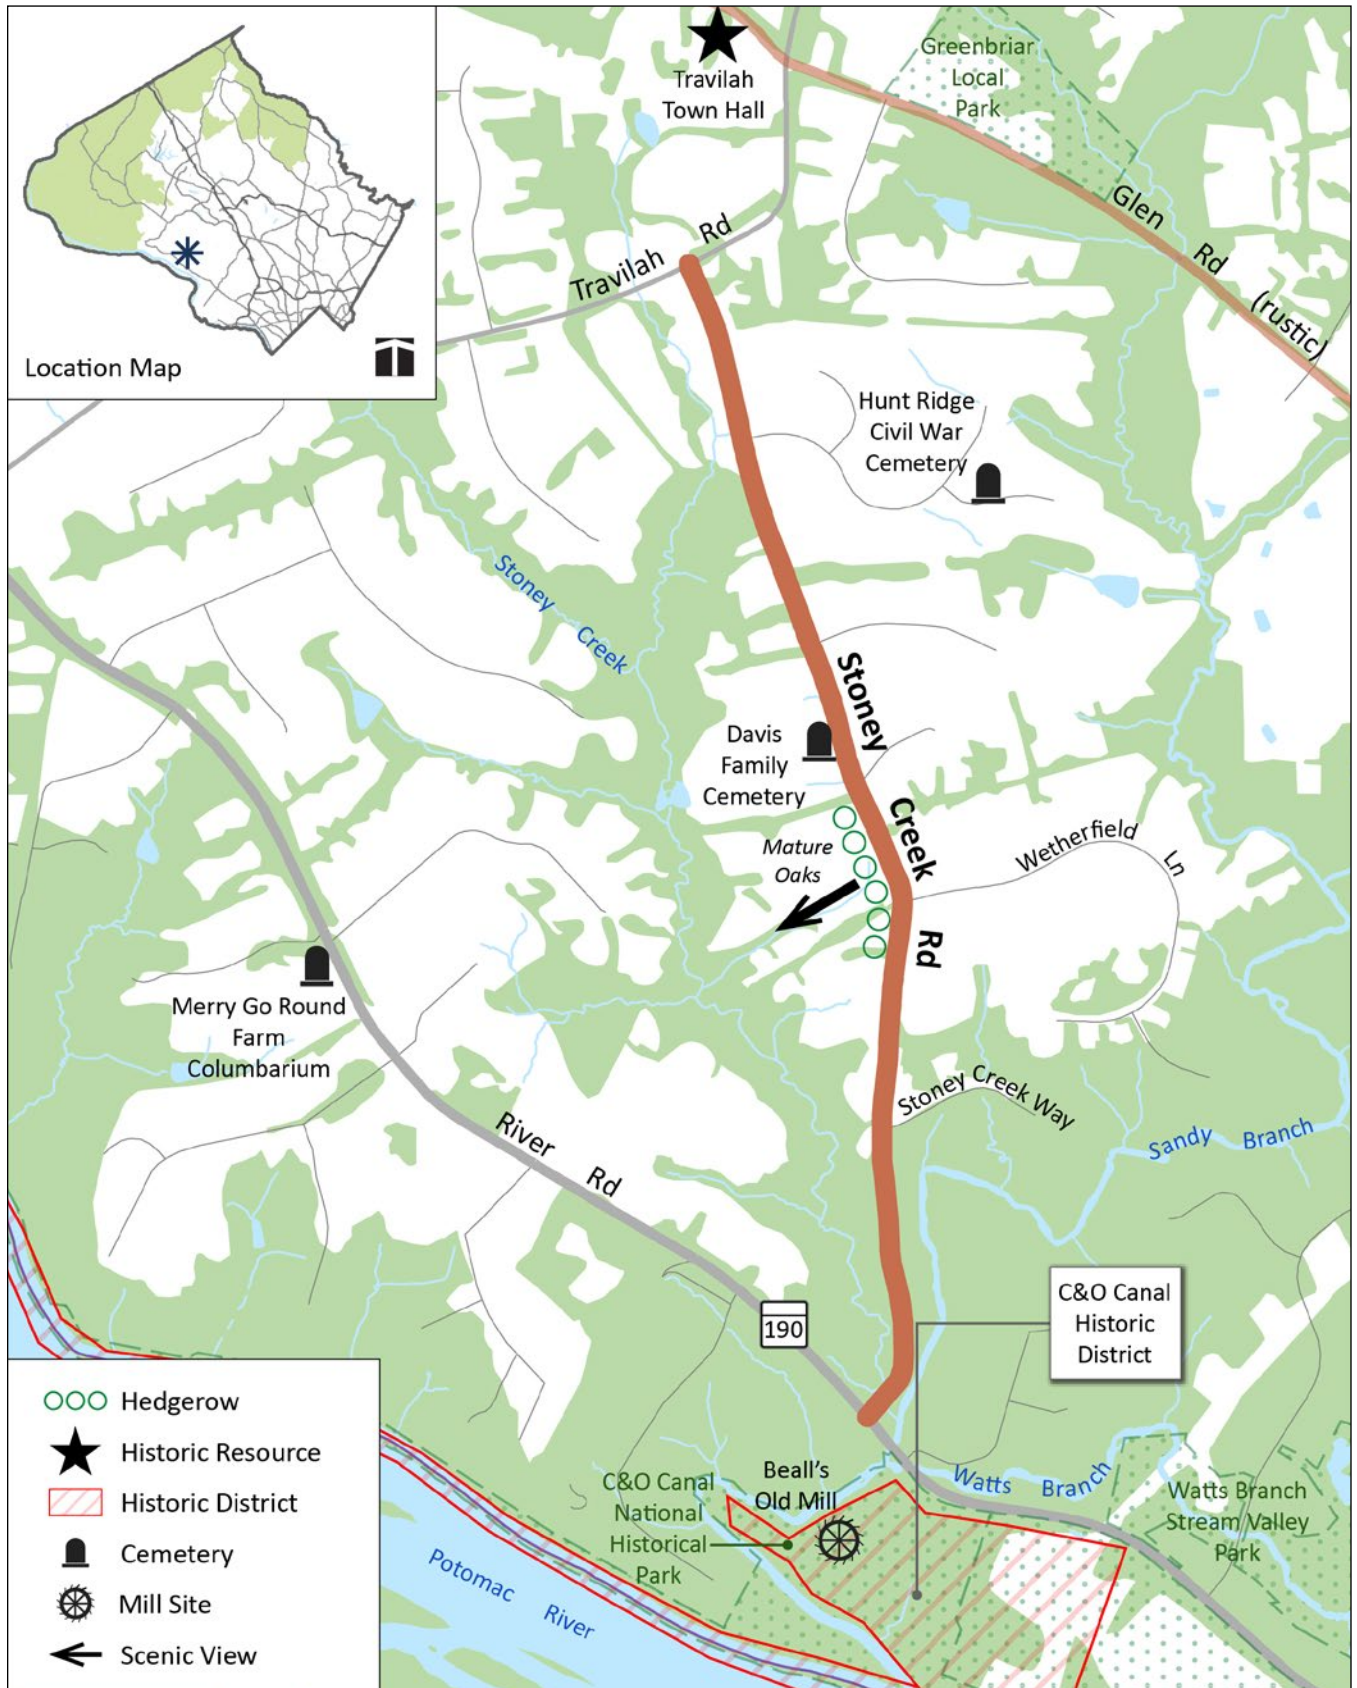 Location Map
Travilah
Town Hall
Greenbriar
Local
Park
Glen Rd (rustic)
Travilah Rd
Hunt Ridge
Civil War
Cemetery
Stoney Creek
Stoney Creek Rd
Davis
Family
Cemetery
Mature
Oaks
Wetherfield Ln
Merry Go Round
Farm
Columbarium
Stoney Creek Way
River Rd
Sandy Branch
190
C&O Canal
Historic
District
Hedgerow
Historic Resource
Historic District
Cemetery
Mill Site
Scenic View
C&O Canal
National
Historical
Park
Beall's
Old Mill
Watts Branch
Watts Branch
Stream Valley
Park
Potomac River